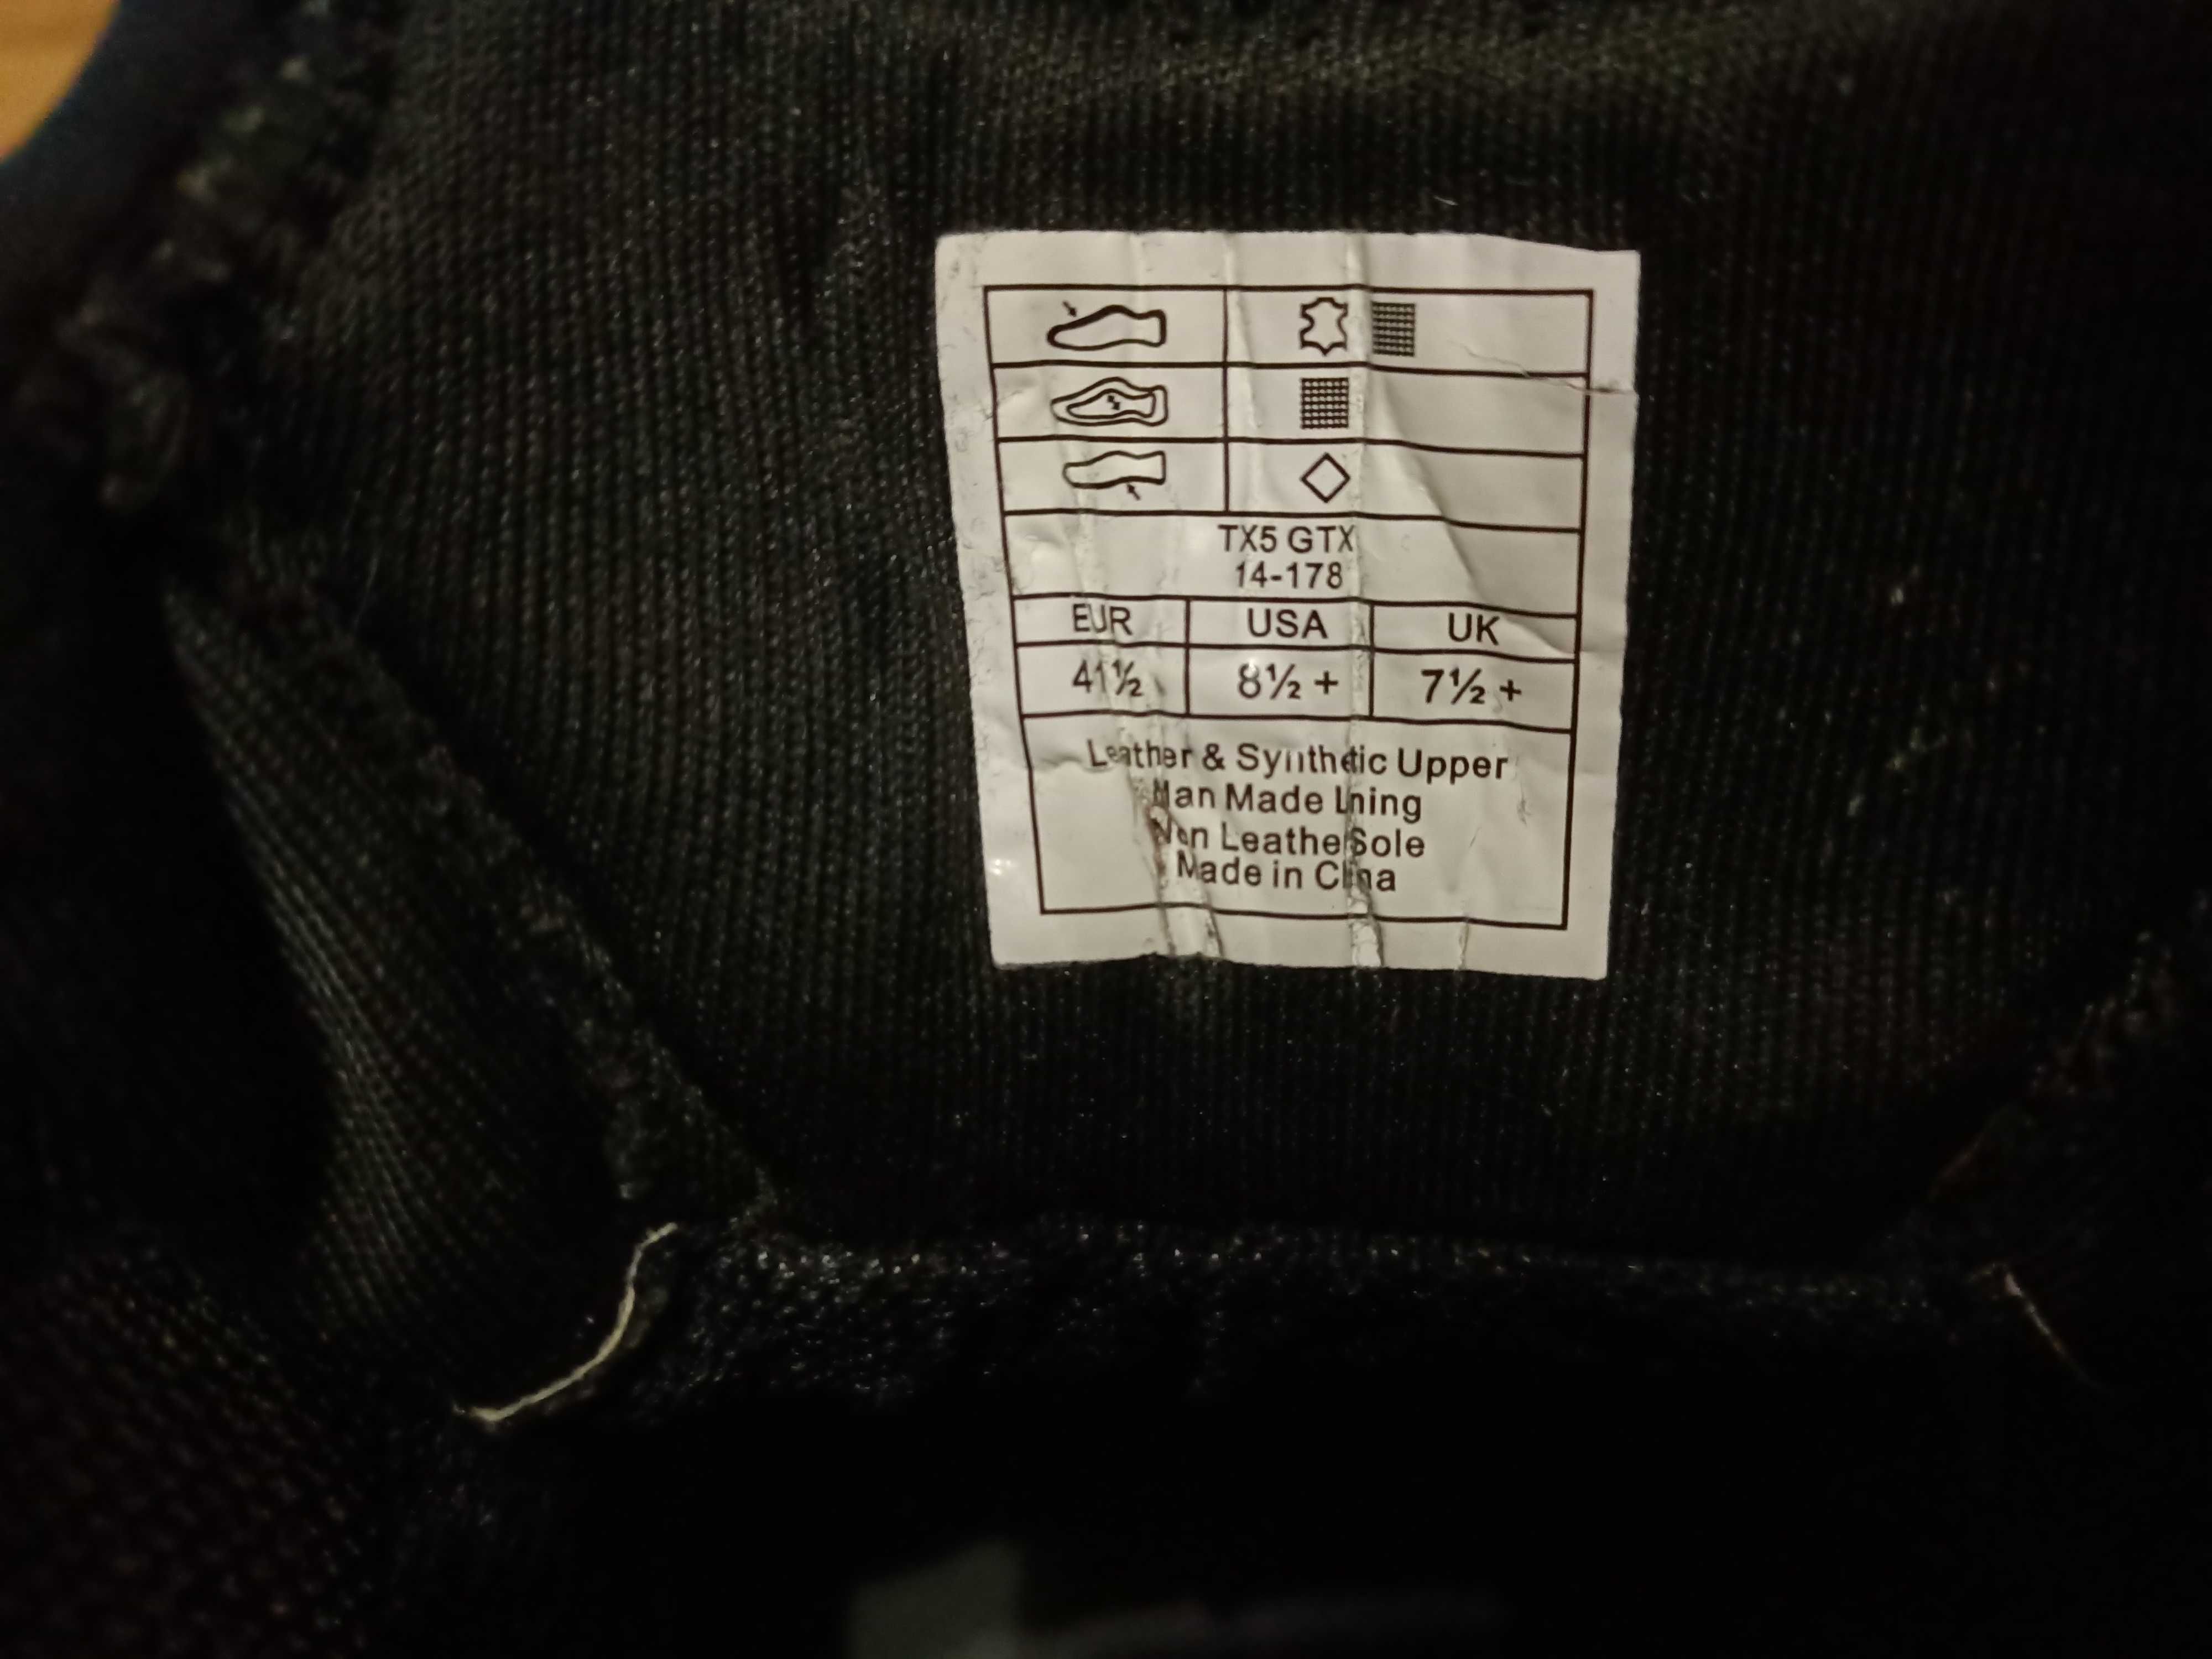 TX5 GTX
14-178
EUR USA UK
41½ 8½ + 7½ +
Leather & Synthetic Upper
Man Made Lining
Non Leather Sole
Made in China